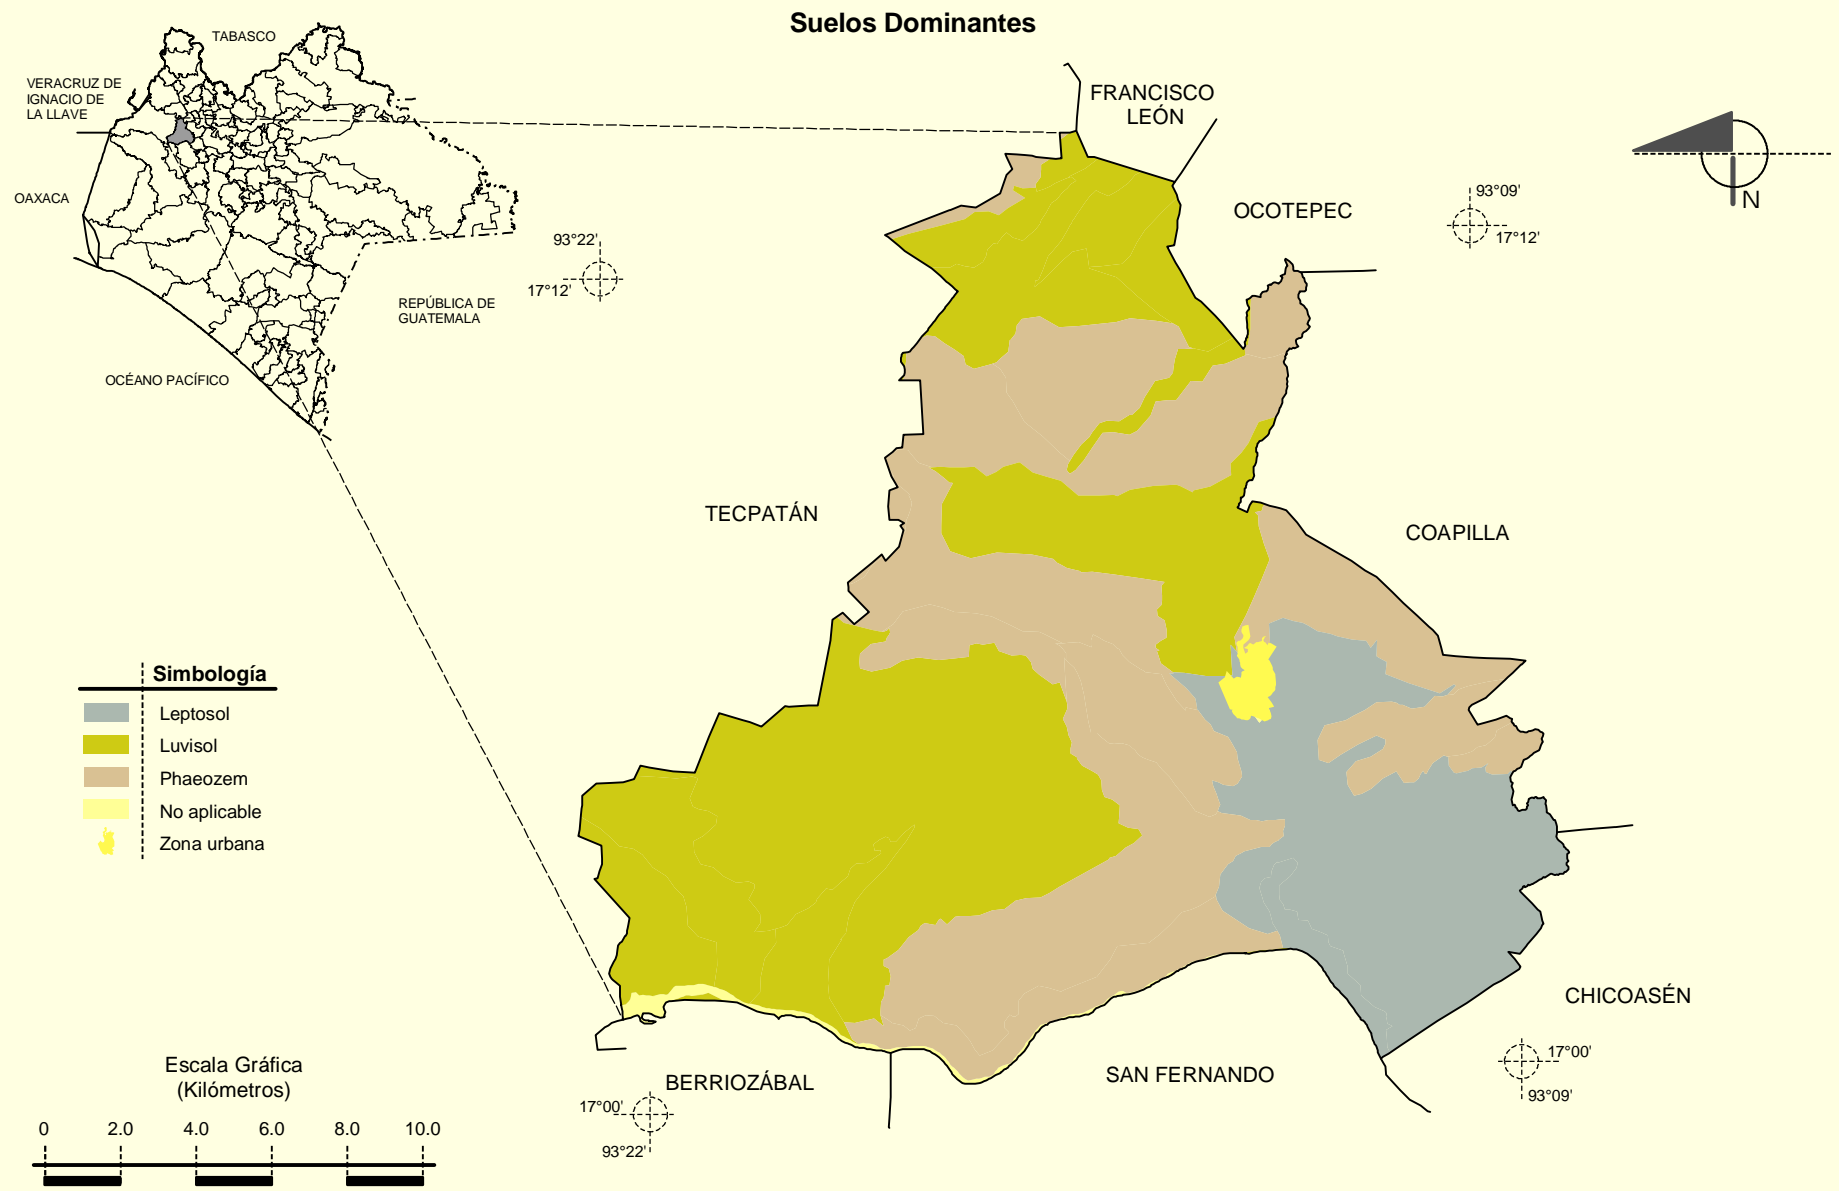 Suelos Dominantes
TABASCO
VERACRUZ DE
IGNACIO DE
LA LLAVE
OAXACA
REPÚBLICA DE
GUATEMALA
OCÉANO PACÍFICO
FRANCISCO
LEÓN
OCOTEPEC
N
93°09'
17°12'
93°22'
17°12'
TECPATÁN
COAPILLA
Simbología
Leptosol
Luvisol
Phaeozem
No aplicable
Zona urbana
CHICOASÉN
SAN FERNANDO
BERRIOZÁBAL
17°00'
93°09'
17°00'
93°22'
Escala Gráfica
(Kilómetros)
0 2.0 4.0 6.0 8.0 10.0